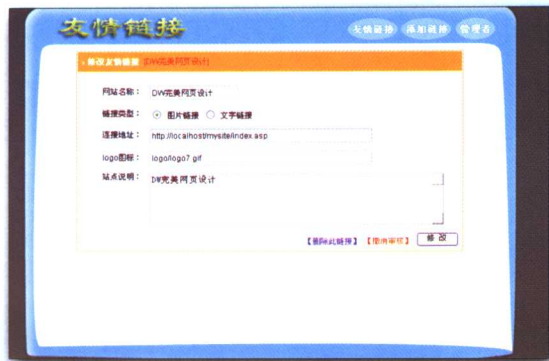 友情链接
友情链接 添加链接 管理者
修改友情链接 [DW完美网页设计]
网站名称： DW完美网页设计
链接类型： 图片链接 文字链接
连接地址： http://localhost/mysite/index.asp
logo图标： logo/logo7.gif
站点说明： DW完美网页设计
【删除此链接】 【撤消审核】 修 改